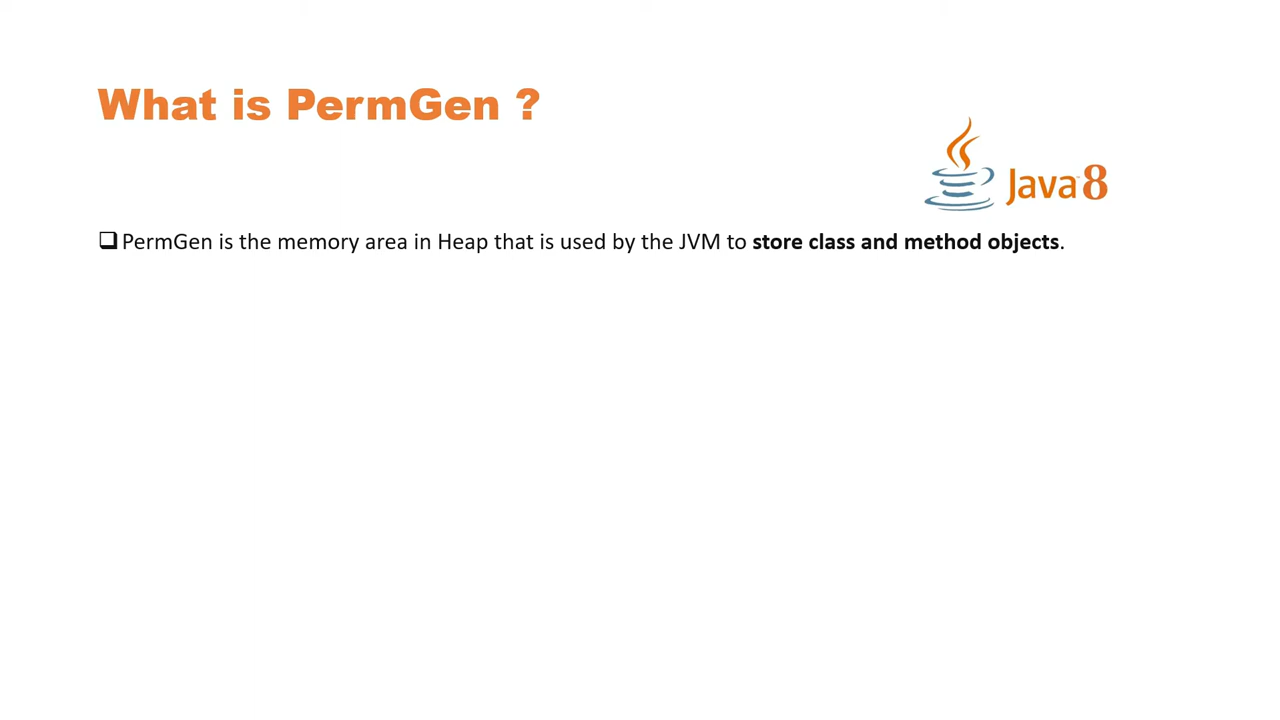 What is PermGen ?
Java 8
❑PermGen is the memory area in Heap that is used by the JVM to store class and method objects.